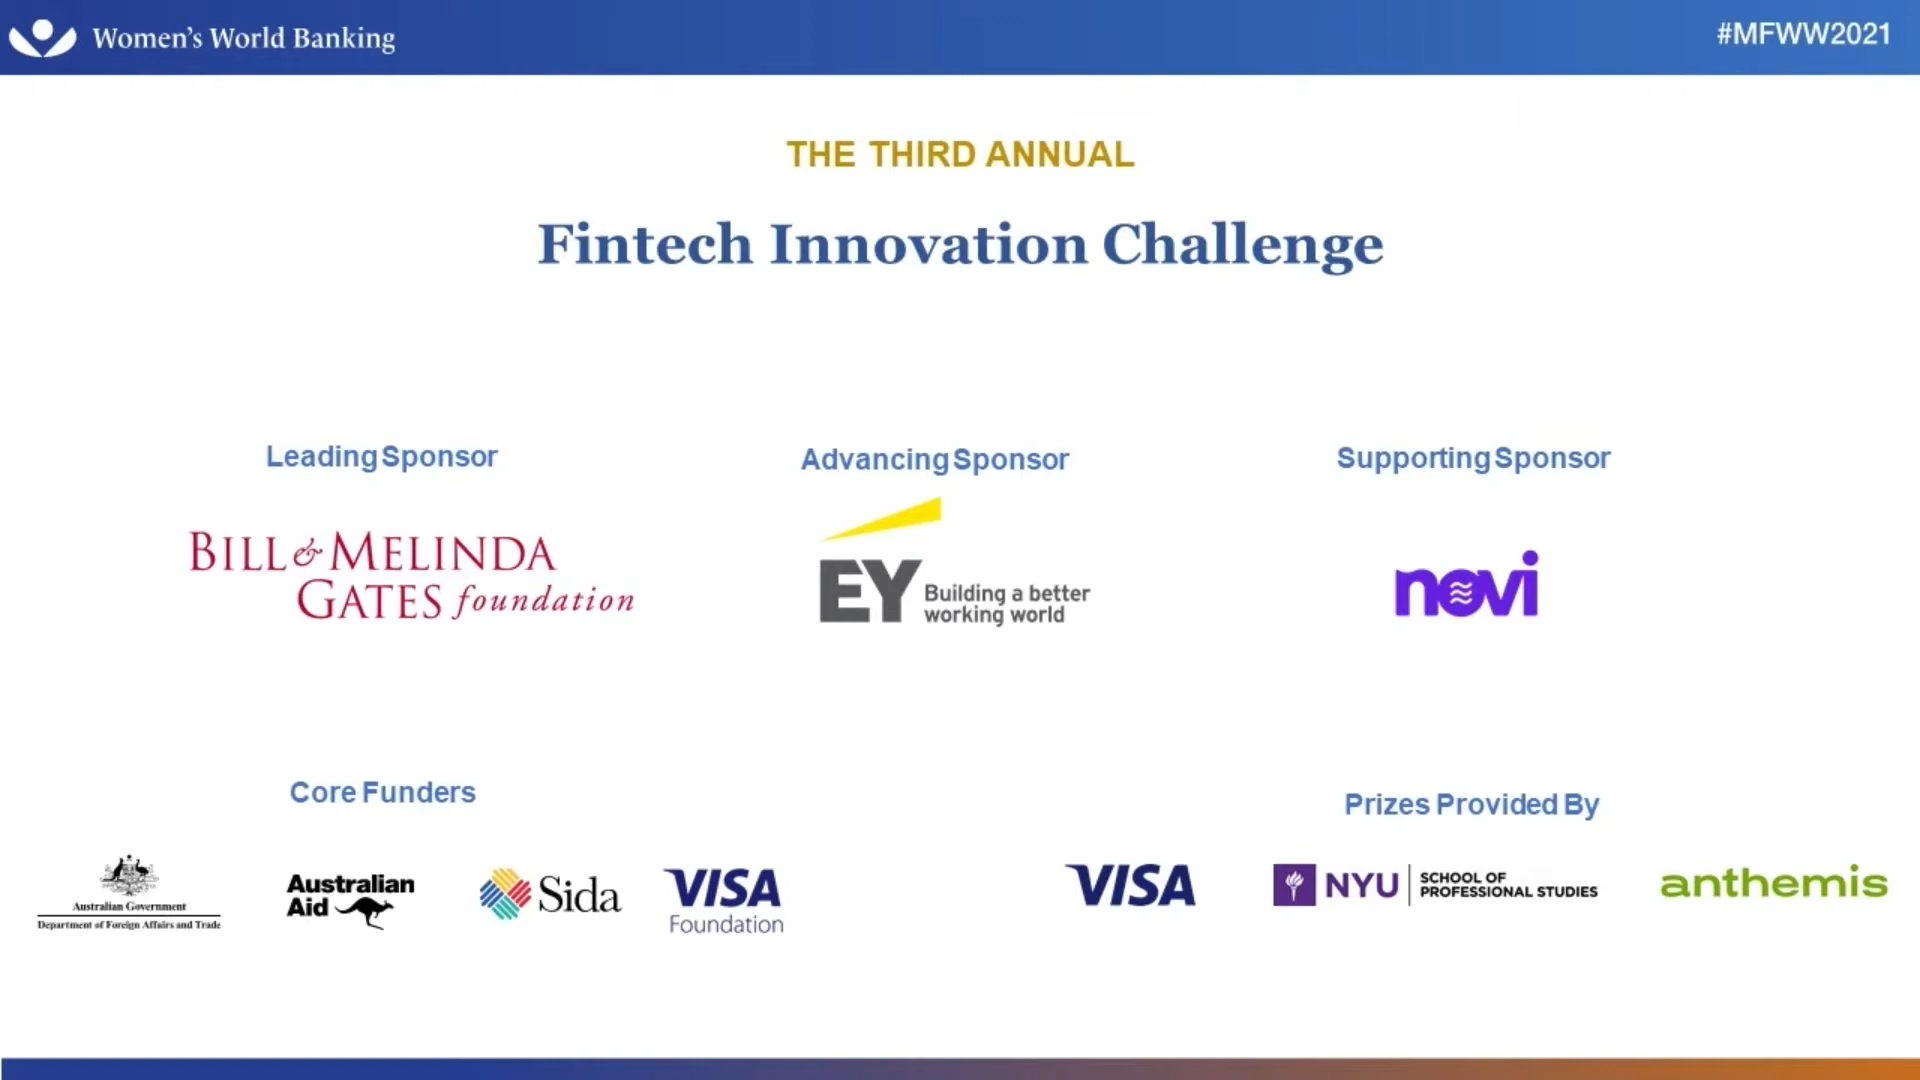 Women's World Banking
#MFWW2021
THE THIRD ANNUAL
Fintech Innovation Challenge
Leading Sponsor
Advancing Sponsor
Supporting Sponsor
BILL & MELINDA
GATES foundation
EY
Building a better
working world
novi
Core Funders
Prizes Provided By
Australian Government
Department of Foreign Affairs and Trade
Australian
Aid
Sida
VISA
Foundation
VISA
NYU
SCHOOL OF
PROFESSIONAL STUDIES
anthemis